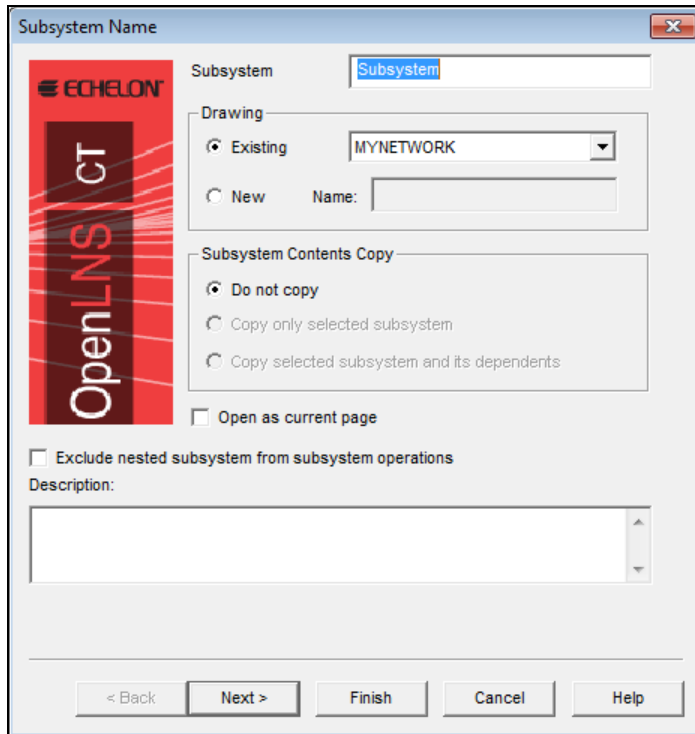 Subsystem Name
ECHELON
OpenLNS CT
Subsystem Subsystem
Drawing
Existing MYNETWORK
New Name:
Subsystem Contents Copy
Do not copy
Copy only selected subsystem
Copy selected subsystem and its dependents
Open as current page
Exclude nested subsystem from subsystem operations
Description:
< Back Next > Finish Cancel Help